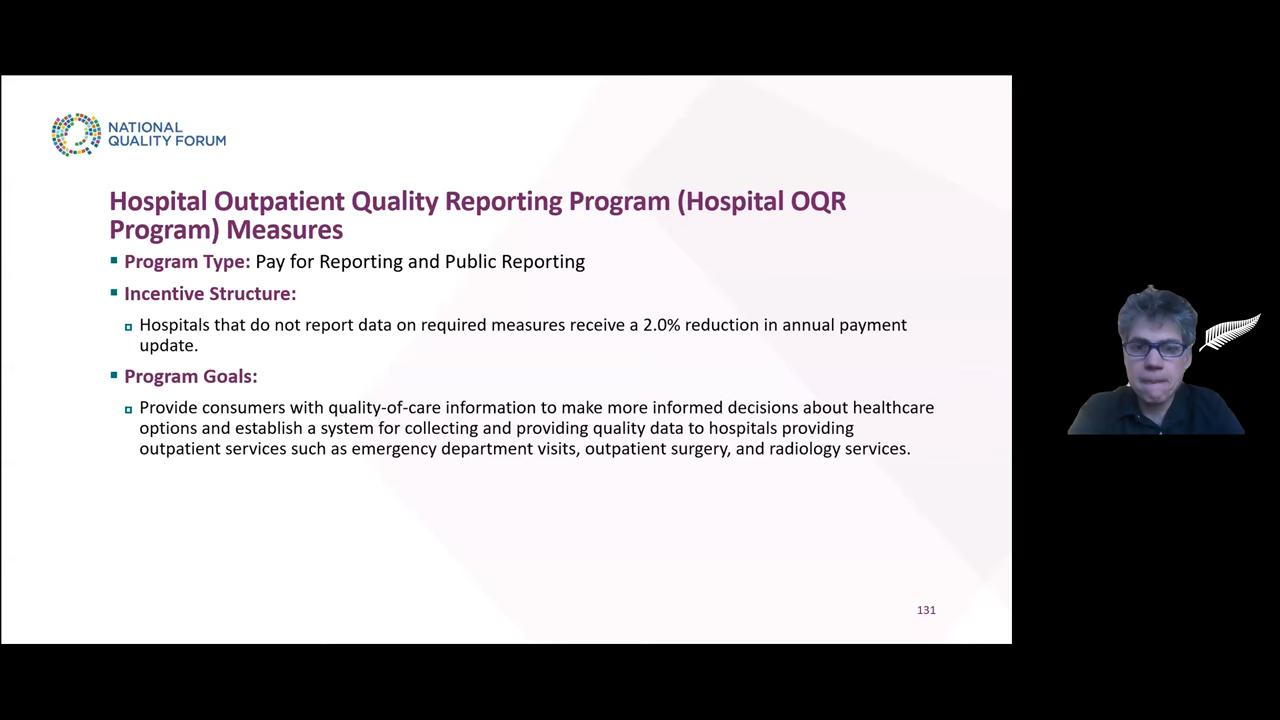 NATIONAL
QUALITY FORUM
Hospital Outpatient Quality Reporting Program (Hospital OQR
Program) Measures
Program Type: Pay for Reporting and Public Reporting
Incentive Structure:
Hospitals that do not report data on required measures receive a 2.0% reduction in annual payment
update.
Program Goals:
Provide consumers with quality-of-care information to make more informed decisions about healthcare
options and establish a system for collecting and providing quality data to hospitals providing
outpatient services such as emergency department visits, outpatient surgery, and radiology services.
131